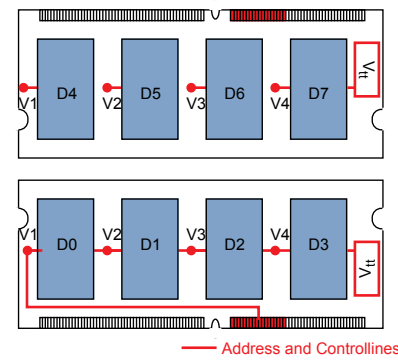 D4 D5 D6 D7 Vtt
V1 V2 V3 V4
V1 V2 V3 V4
D0 D1 D2 D3 Vtt
Address and Controllines